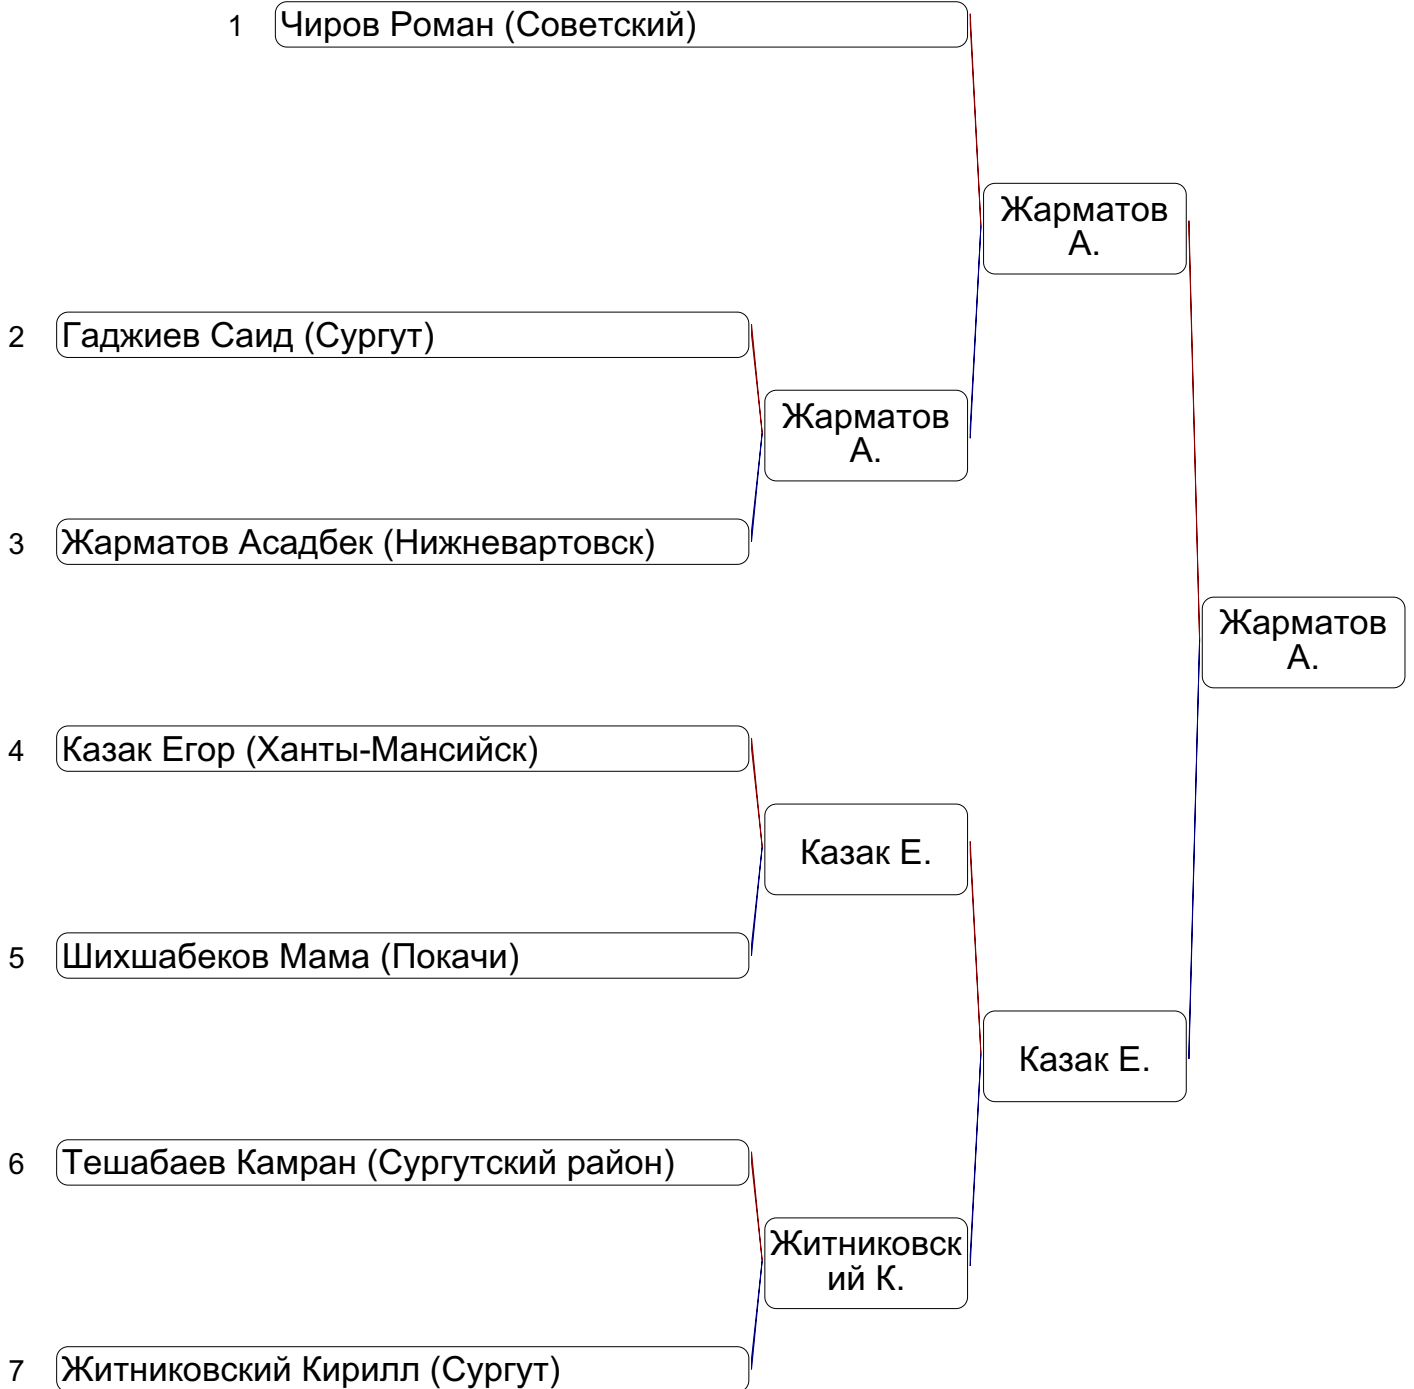 1 Чиров Роман (Советский)
Жарматов
А.
2 Гаджиев Саид (Сургут)
Жарматов
А.
3 Жарматов Асадбек (Нижневартовск)
Жарматов
А.
4 Казак Егор (Ханты-Мансийск)
Казак Е.
5 Шихшабеков Мама (Покачи)
Казак Е.
6 Тешабаев Камран (Сургутский район)
Житниковск
ий К.
7 Житниковский Кирилл (Сургут)